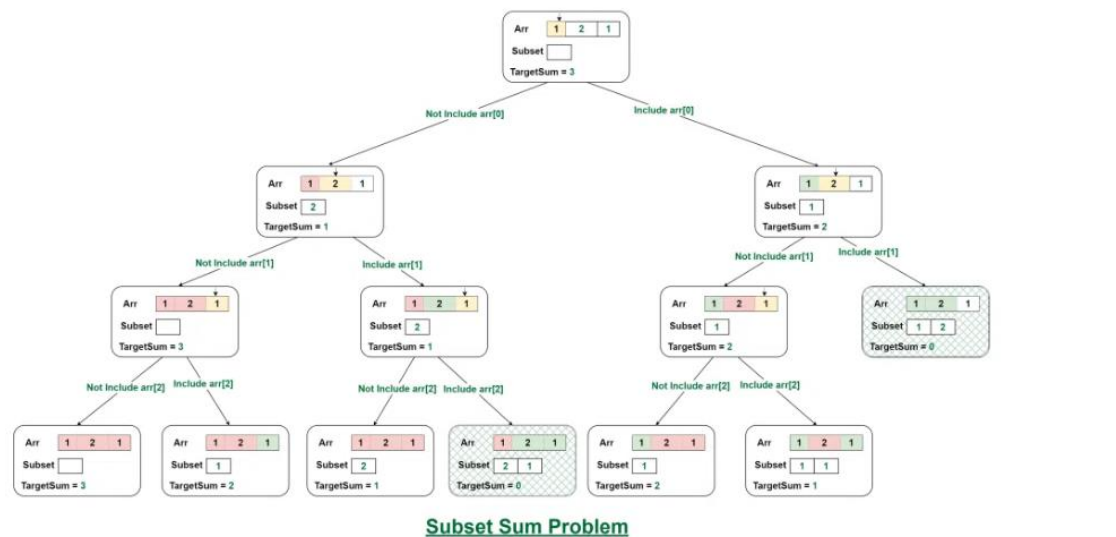 Arr 1 2 1
Subset
TargetSum = 3
Not Include arr[0]
Include arr[0]
Arr 1 2 1
Subset 2
TargetSum = 1
Arr 1 2 1
Subset 1
TargetSum = 2
Not Include arr[1]
Include arr[1]
Not Include arr[1]
Include arr[1]
Arr 1 2 1
Subset
TargetSum = 3
Arr 1 2 1
Subset 2
TargetSum = 1
Arr 1 2 1
Subset 1
TargetSum = 2
Arr 1 2 1
Subset 1 2
TargetSum = 0
Not Include arr[2]
Include arr[2]
Not Include arr[2]
Include arr[2]
Not Include arr[2]
Include arr[2]
Arr 1 2 1
Subset
TargetSum = 3
Arr 1 2 1
Subset 1
TargetSum = 2
Arr 1 2 1
Subset 2
TargetSum = 1
Arr 1 2 1
Subset 2 1
TargetSum = 0
Arr 1 2 1
Subset 1
TargetSum = 2
Arr 1 2 1
Subset 1 1
TargetSum = 1
Subset Sum Problem